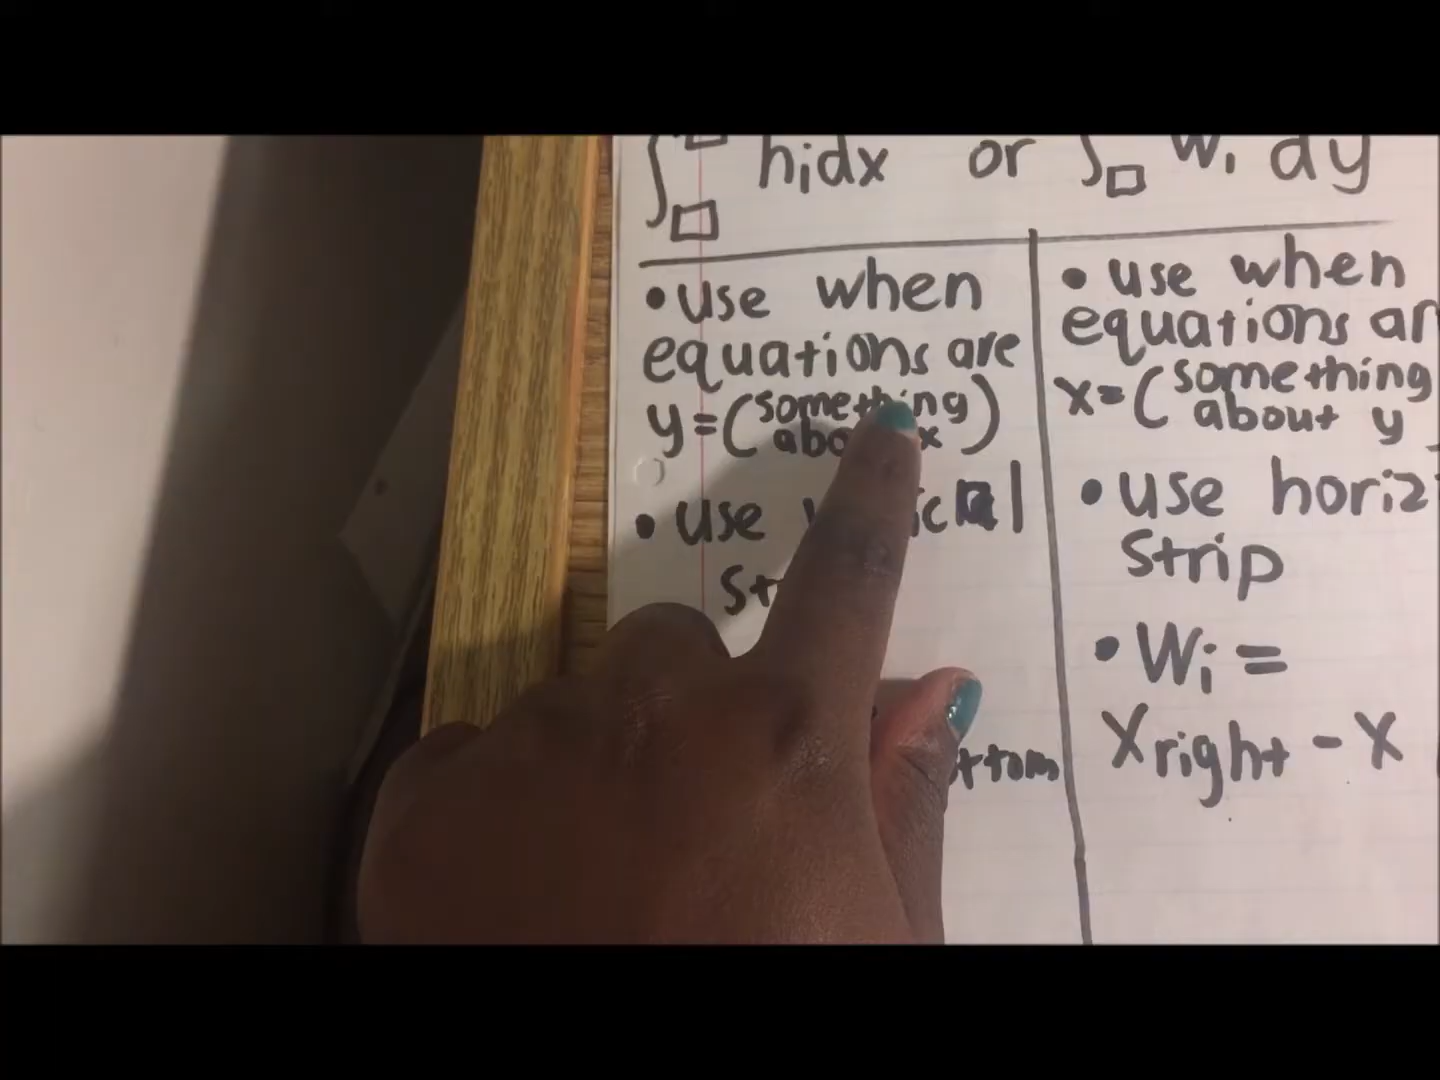 ∫ hidx or ∫ Wi dy
• use when
equations are
y=(something
x)
• use
ttom
• use when
equations ar
x=(something
about y
• use horiz
Strip
• Wi =
Xright - X